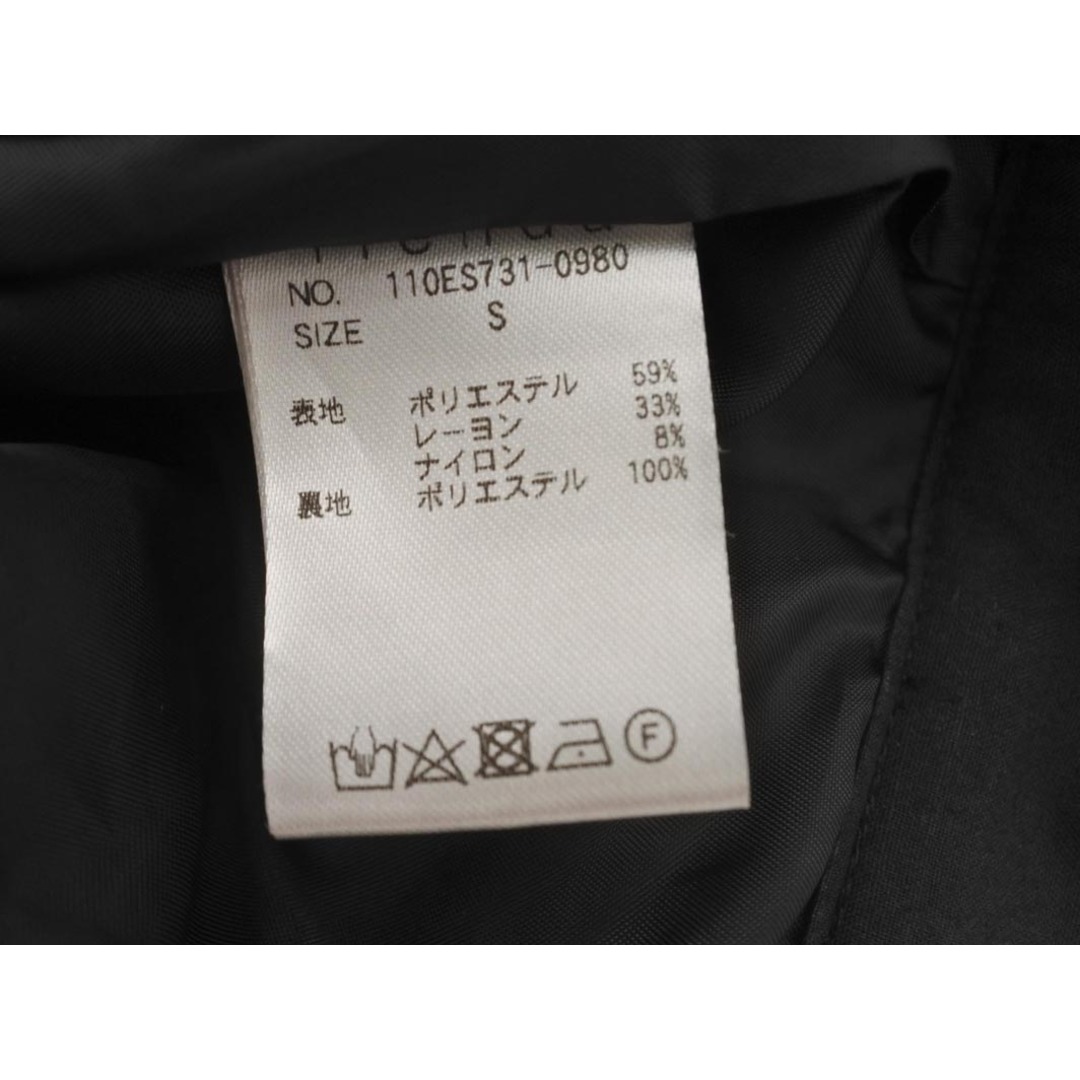 NO. 110ES731-0980
SIZE S
表地 ポリエステル 59%
レーヨン 33%
ナイロン 8%
裏地 ポリエステル 100%
F